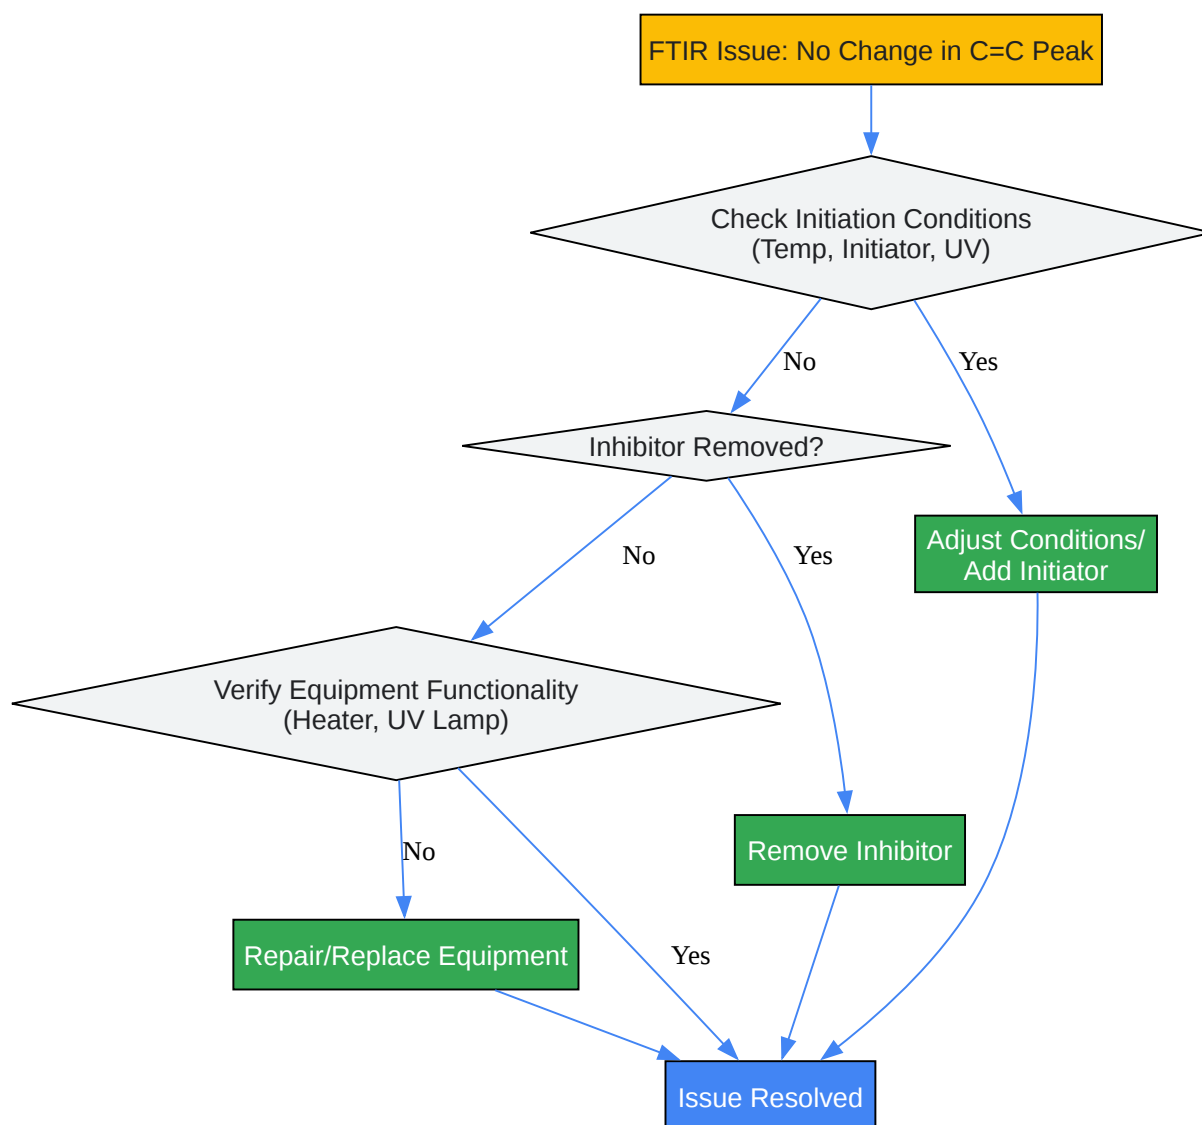 FTIR Issue: No Change in C=C Peak
Check Initiation Conditions
(Temp, Initiator, UV)
No
Yes
Inhibitor Removed?
Adjust Conditions/
Add Initiator
No
Yes
Verify Equipment Functionality
(Heater, UV Lamp)
No
Remove Inhibitor
Repair/Replace Equipment
Yes
Issue Resolved